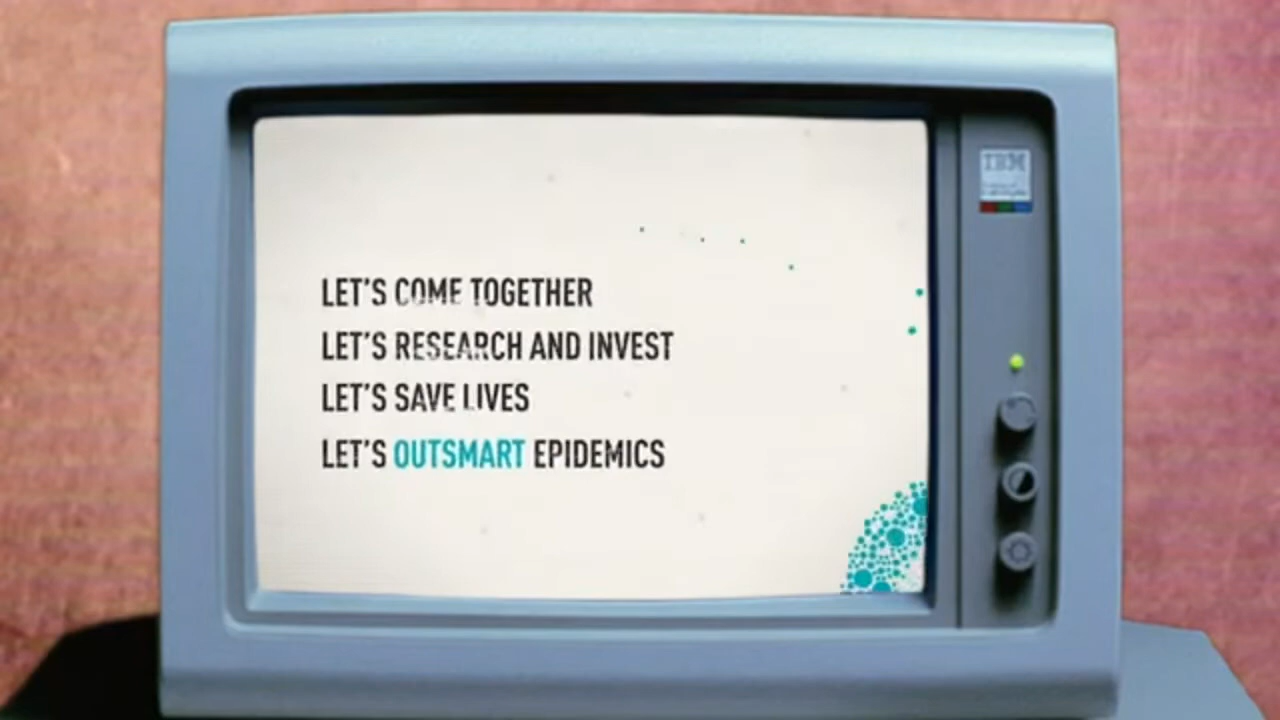 IBM
LET'S COME TOGETHER
LET'S RESEARCH AND INVEST
LET'S SAVE LIVES
LET'S OUTSMART EPIDEMICS